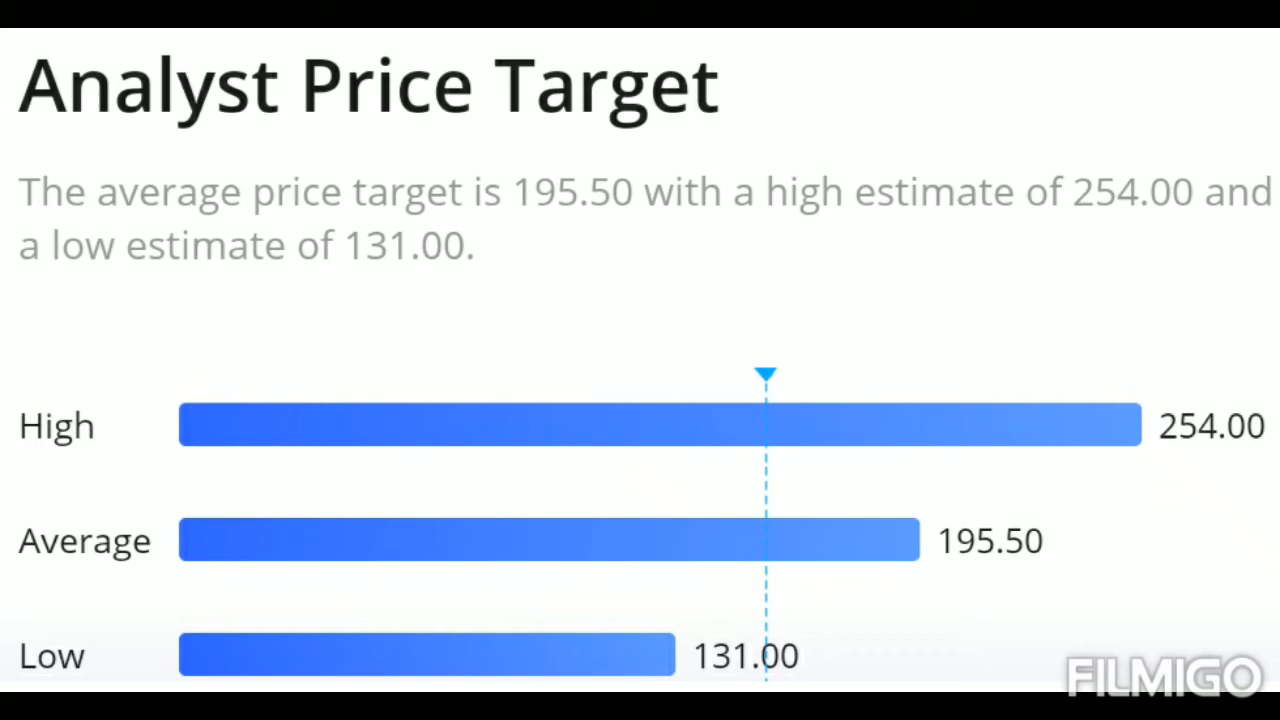 Analyst Price Target
The average price target is 195.50 with a high estimate of 254.00 and
a low estimate of 131.00.
High 254.00
Average 195.50
Low 131.00
FILMIGO